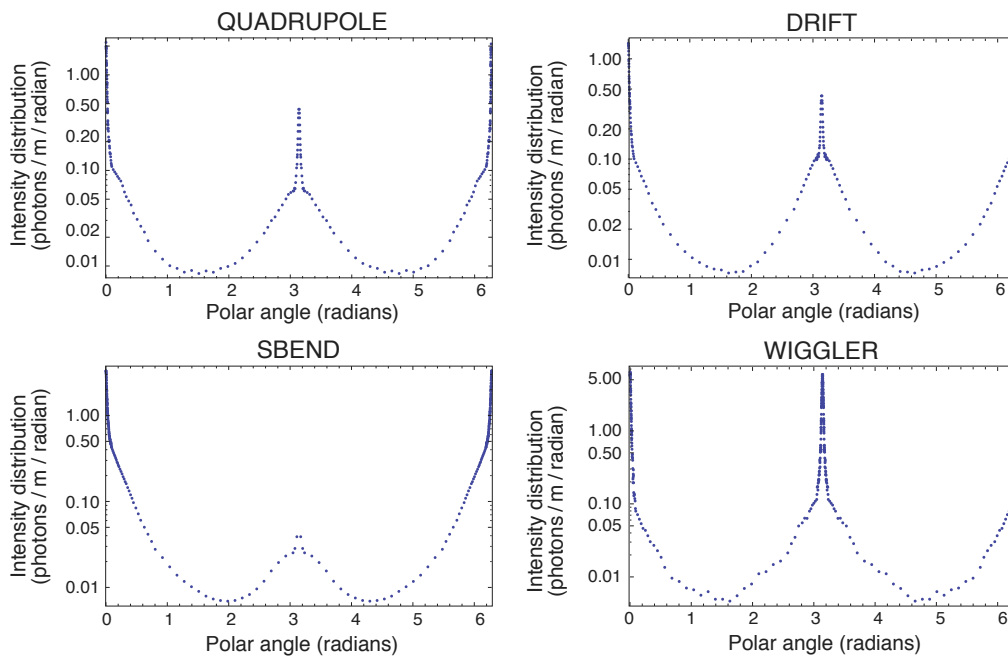 QUADRUPOLE
Intensity distribution
(photons / m / radian)
1.00
0.50
0.20
0.10
0.05
0.02
0.01
0 1 2 3 4 5 6
Polar angle (radians)
DRIFT
Intensity distribution
(photons / m / radian)
1.00
0.50
0.20
0.10
0.05
0.02
0.01
0 1 2 3 4 5 6
Polar angle (radians)
SBEND
Intensity distribution
(photons / m / radian)
1.00
0.50
0.10
0.05
0.01
0 1 2 3 4 5 6
Polar angle (radians)
WIGGLER
Intensity distribution
(photons / m / radian)
5.00
1.00
0.50
0.10
0.05
0.01
0 1 2 3 4 5 6
Polar angle (radians)